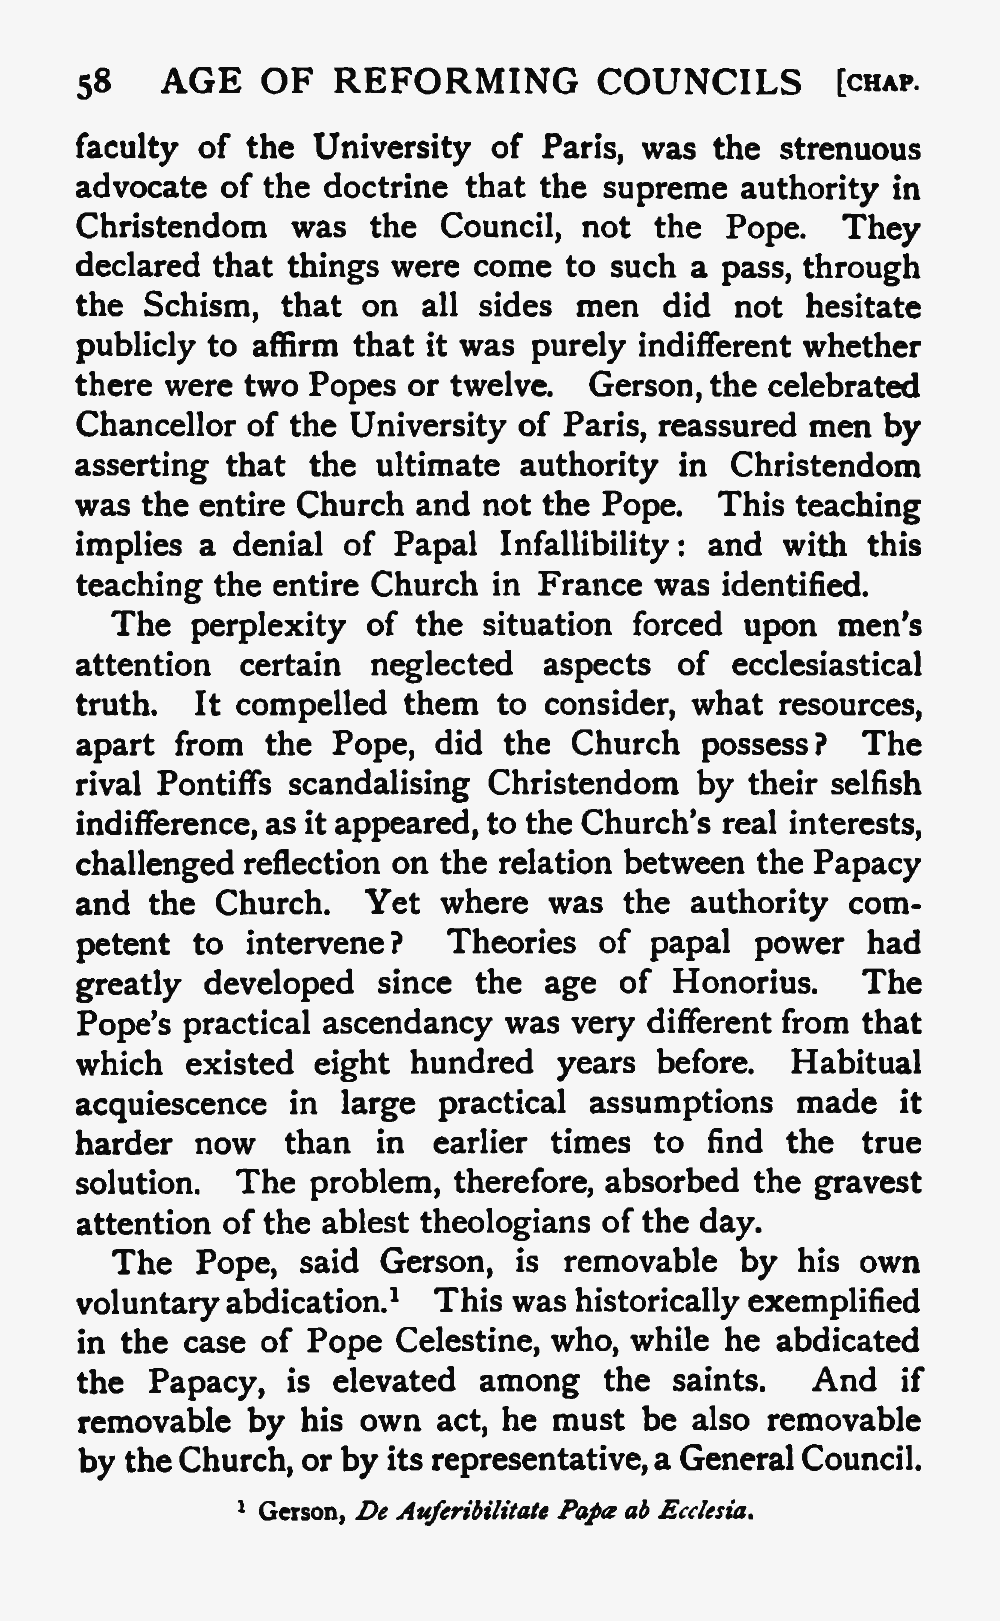 58 AGE OF REFORMING COUNCILS [CHAP.
faculty of the University of Paris, was the strenuous
advocate of the doctrine that the supreme authority in
Christendom was the Council, not the Pope. They
declared that things were come to such a pass, through
the Schism, that on all sides men did not hesitate
publicly to affirm that it was purely indifferent whether
there were two Popes or twelve. Gerson, the celebrated
Chancellor of the University of Paris, reassured men by
asserting that the ultimate authority in Christendom
was the entire Church and not the Pope. This teaching
implies a denial of Papal Infallibility: and with this
teaching the entire Church in France was identified.
The perplexity of the situation forced upon men's
attention certain neglected aspects of ecclesiastical
truth. It compelled them to consider, what resources,
apart from the Pope, did the Church possess? The
rival Pontiffs scandalising Christendom by their selfish
indifference, as it appeared, to the Church's real interests,
challenged reflection on the relation between the Papacy
and the Church. Yet where was the authority com-
petent to intervene? Theories of papal power had
greatly developed since the age of Honorius. The
Pope's practical ascendancy was very different from that
which existed eight hundred years before. Habitual
acquiescence in large practical assumptions made it
harder now than in earlier times to find the true
solution. The problem, therefore, absorbed the gravest
attention of the ablest theologians of the day.
The Pope, said Gerson, is removable by his own
voluntary abdication.¹ This was historically exemplified
in the case of Pope Celestine, who, while he abdicated
the Papacy, is elevated among the saints. And if
removable by his own act, he must be also removable
by the Church, or by its representative, a General Council.
¹ Gerson, De Auferibilitate Papæ ab Ecclesia.